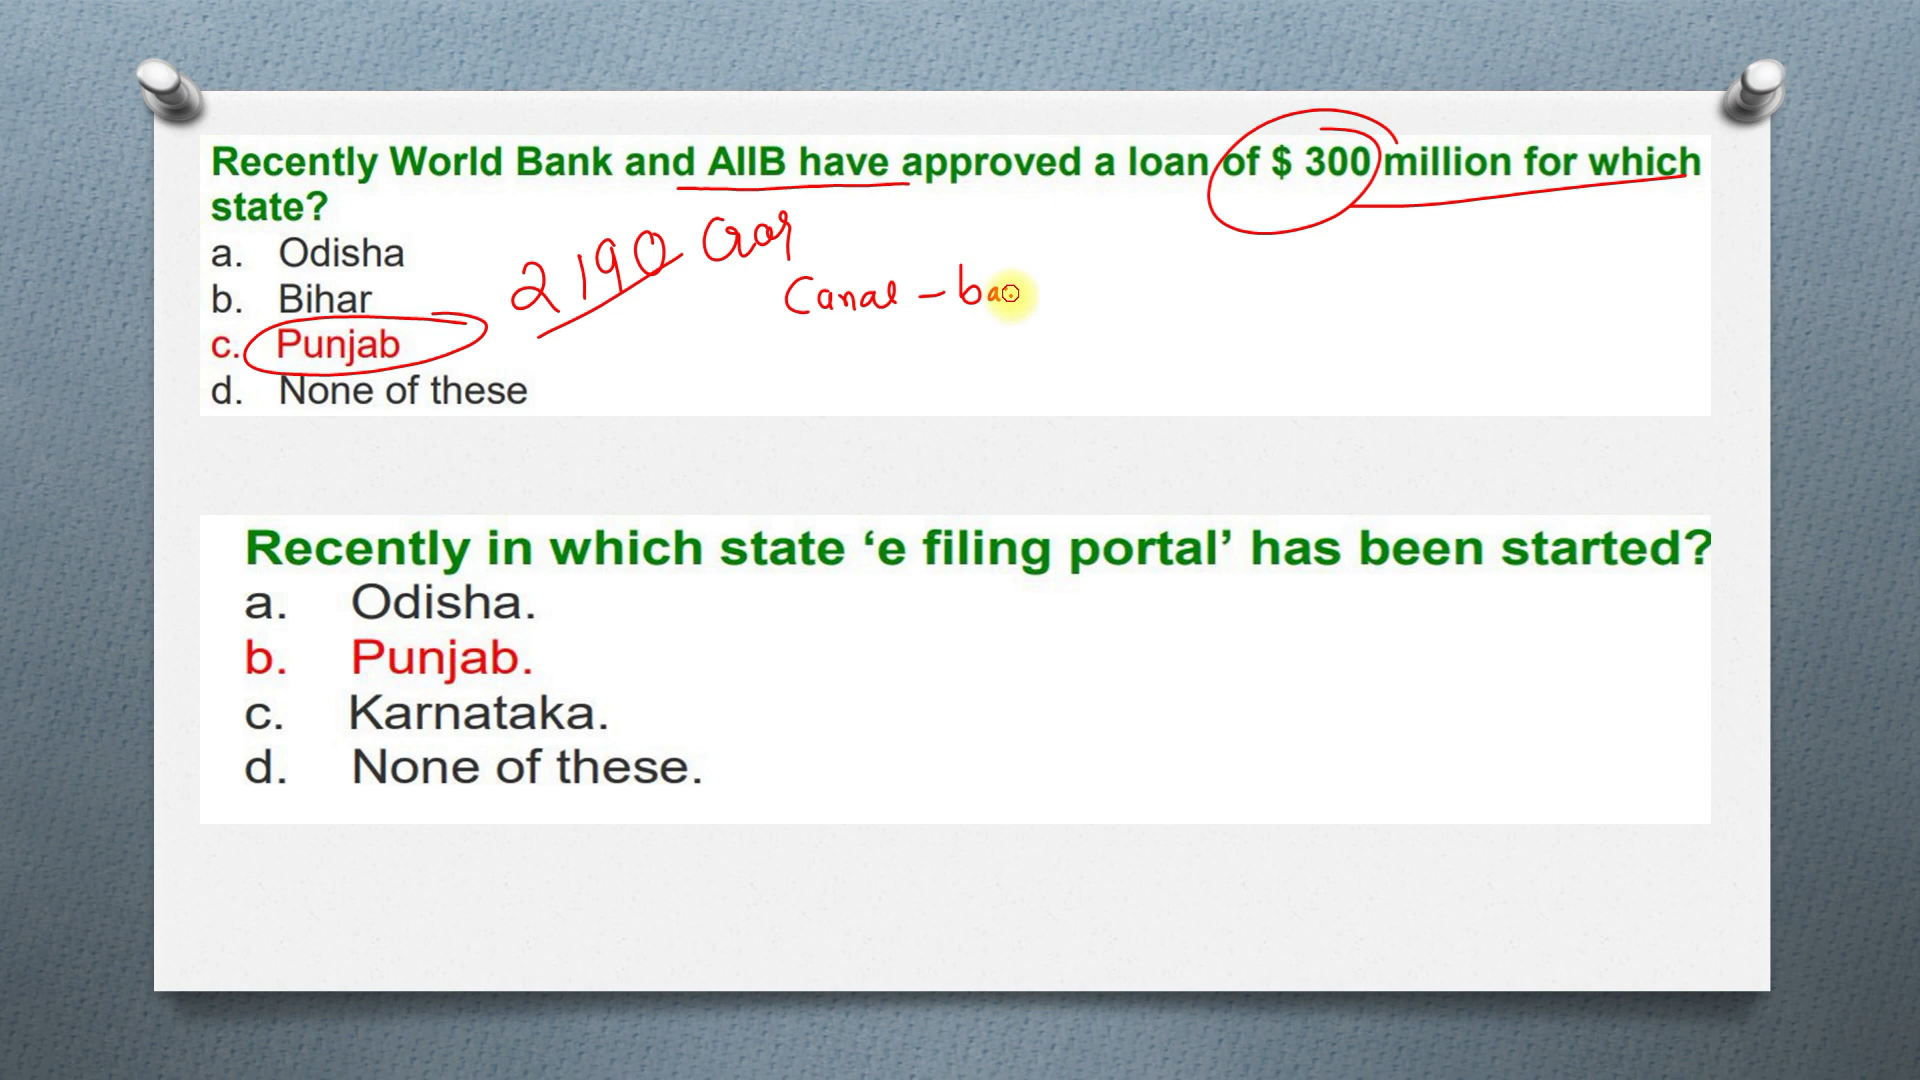 Recently World Bank and AIIB have approved a loan of $ 300 million for which
state?
a. Odisha
b. Bihar
c. Punjab
d. None of these
2190
Canal - ba
Recently in which state ‘e filing portal’ has been started?
a. Odisha.
b. Punjab.
c. Karnataka.
d. None of these.